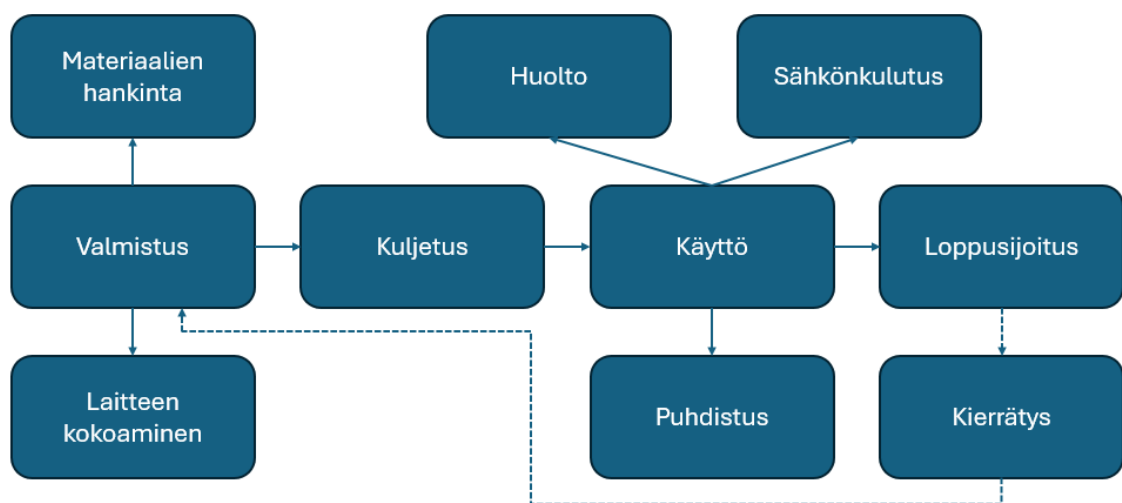 Materiaalien
hankinta
Huolto
Sähkönkulutus
Valmistus
Kuljetus
Käyttö
Loppusijoitus
Laitteen
kokoaminen
Puhdistus
Kierrätys